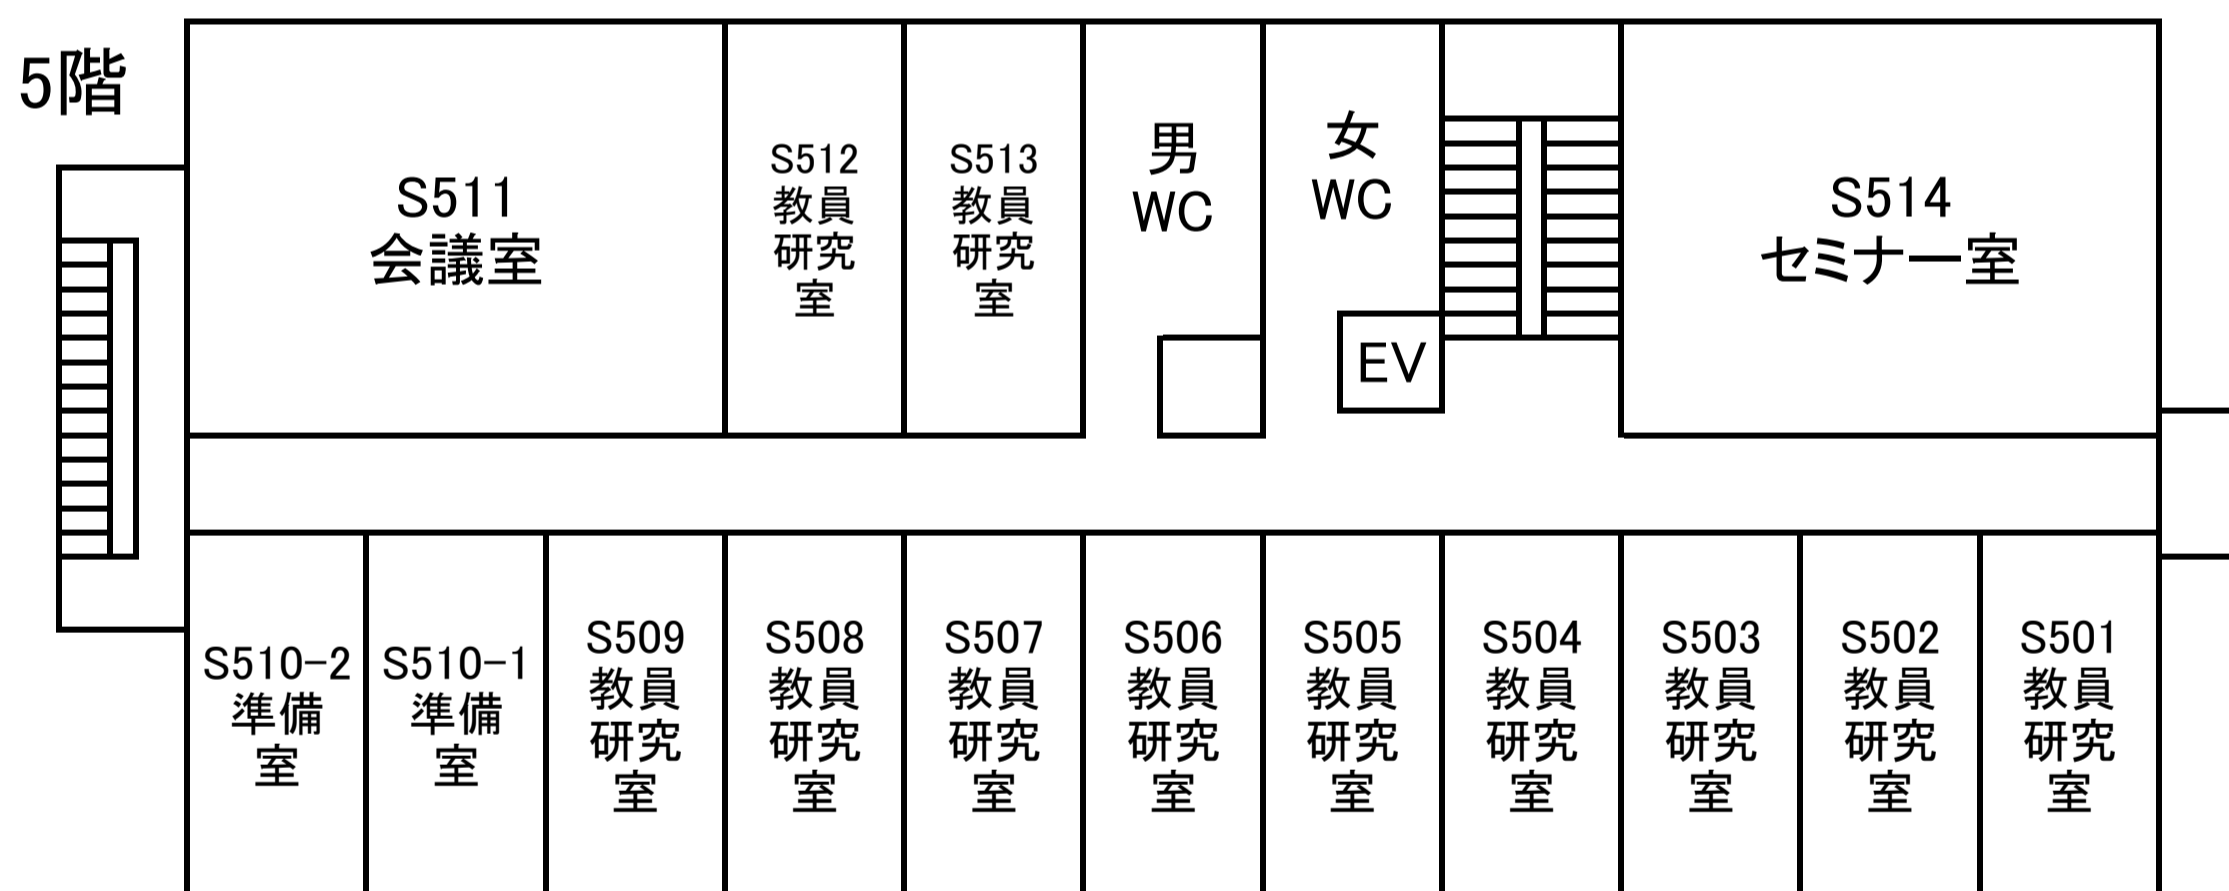 5階
S511
会議室
S512
教員
研究
室
S513
教員
研究
室
男
WC
女
WC
EV
S514
セミナー室
S510-2
準備
室
S510-1
準備
室
S509
教員
研究
室
S508
教員
研究
室
S507
教員
研究
室
S506
教員
研究
室
S505
教員
研究
室
S504
教員
研究
室
S503
教員
研究
室
S502
教員
研究
室
S501
教員
研究
室